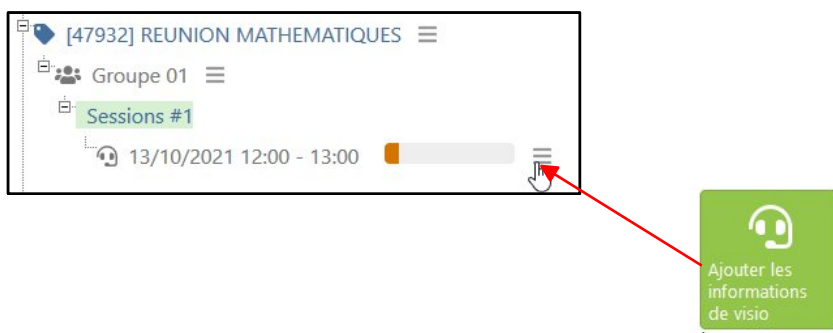 [47932] REUNION MATHEMATIQUES
Groupe 01
Sessions #1
13/10/2021 12:00 - 13:00
Ajouter les
informations
de visio